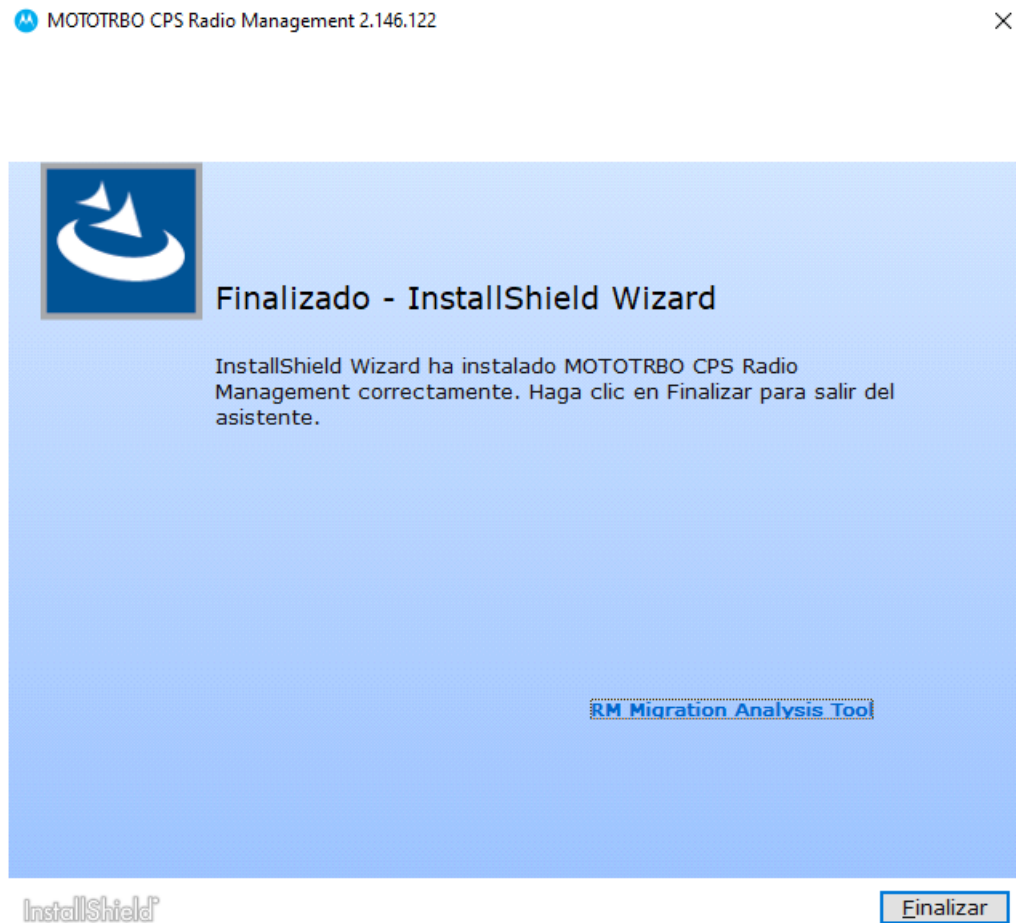 MOTOTRBO CPS Radio Management 2.146.122
Finalizado - InstallShield Wizard
InstallShield Wizard ha instalado MOTOTRBO CPS Radio
Management correctamente. Haga clic en Finalizar para salir del
asistente.
RM Migration Analysis Tool
InstallShield®
Finalizar